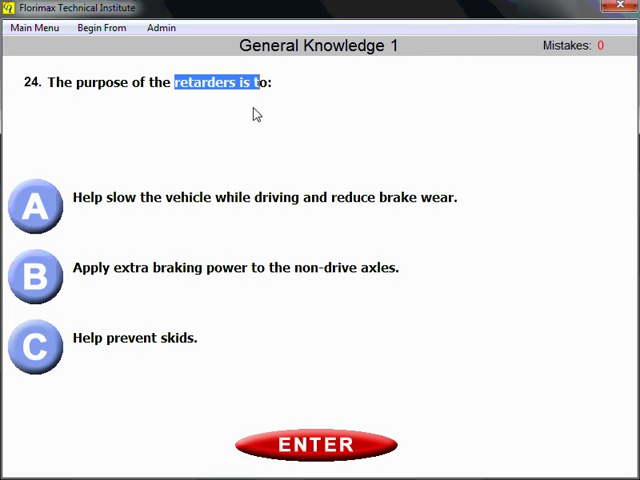 Florimax Technical Institute
Main Menu Begin From Admin
General Knowledge 1 Mistakes: 0
24. The purpose of the retarders is to:
A Help slow the vehicle while driving and reduce brake wear.
B Apply extra braking power to the non-drive axles.
C Help prevent skids.
ENTER